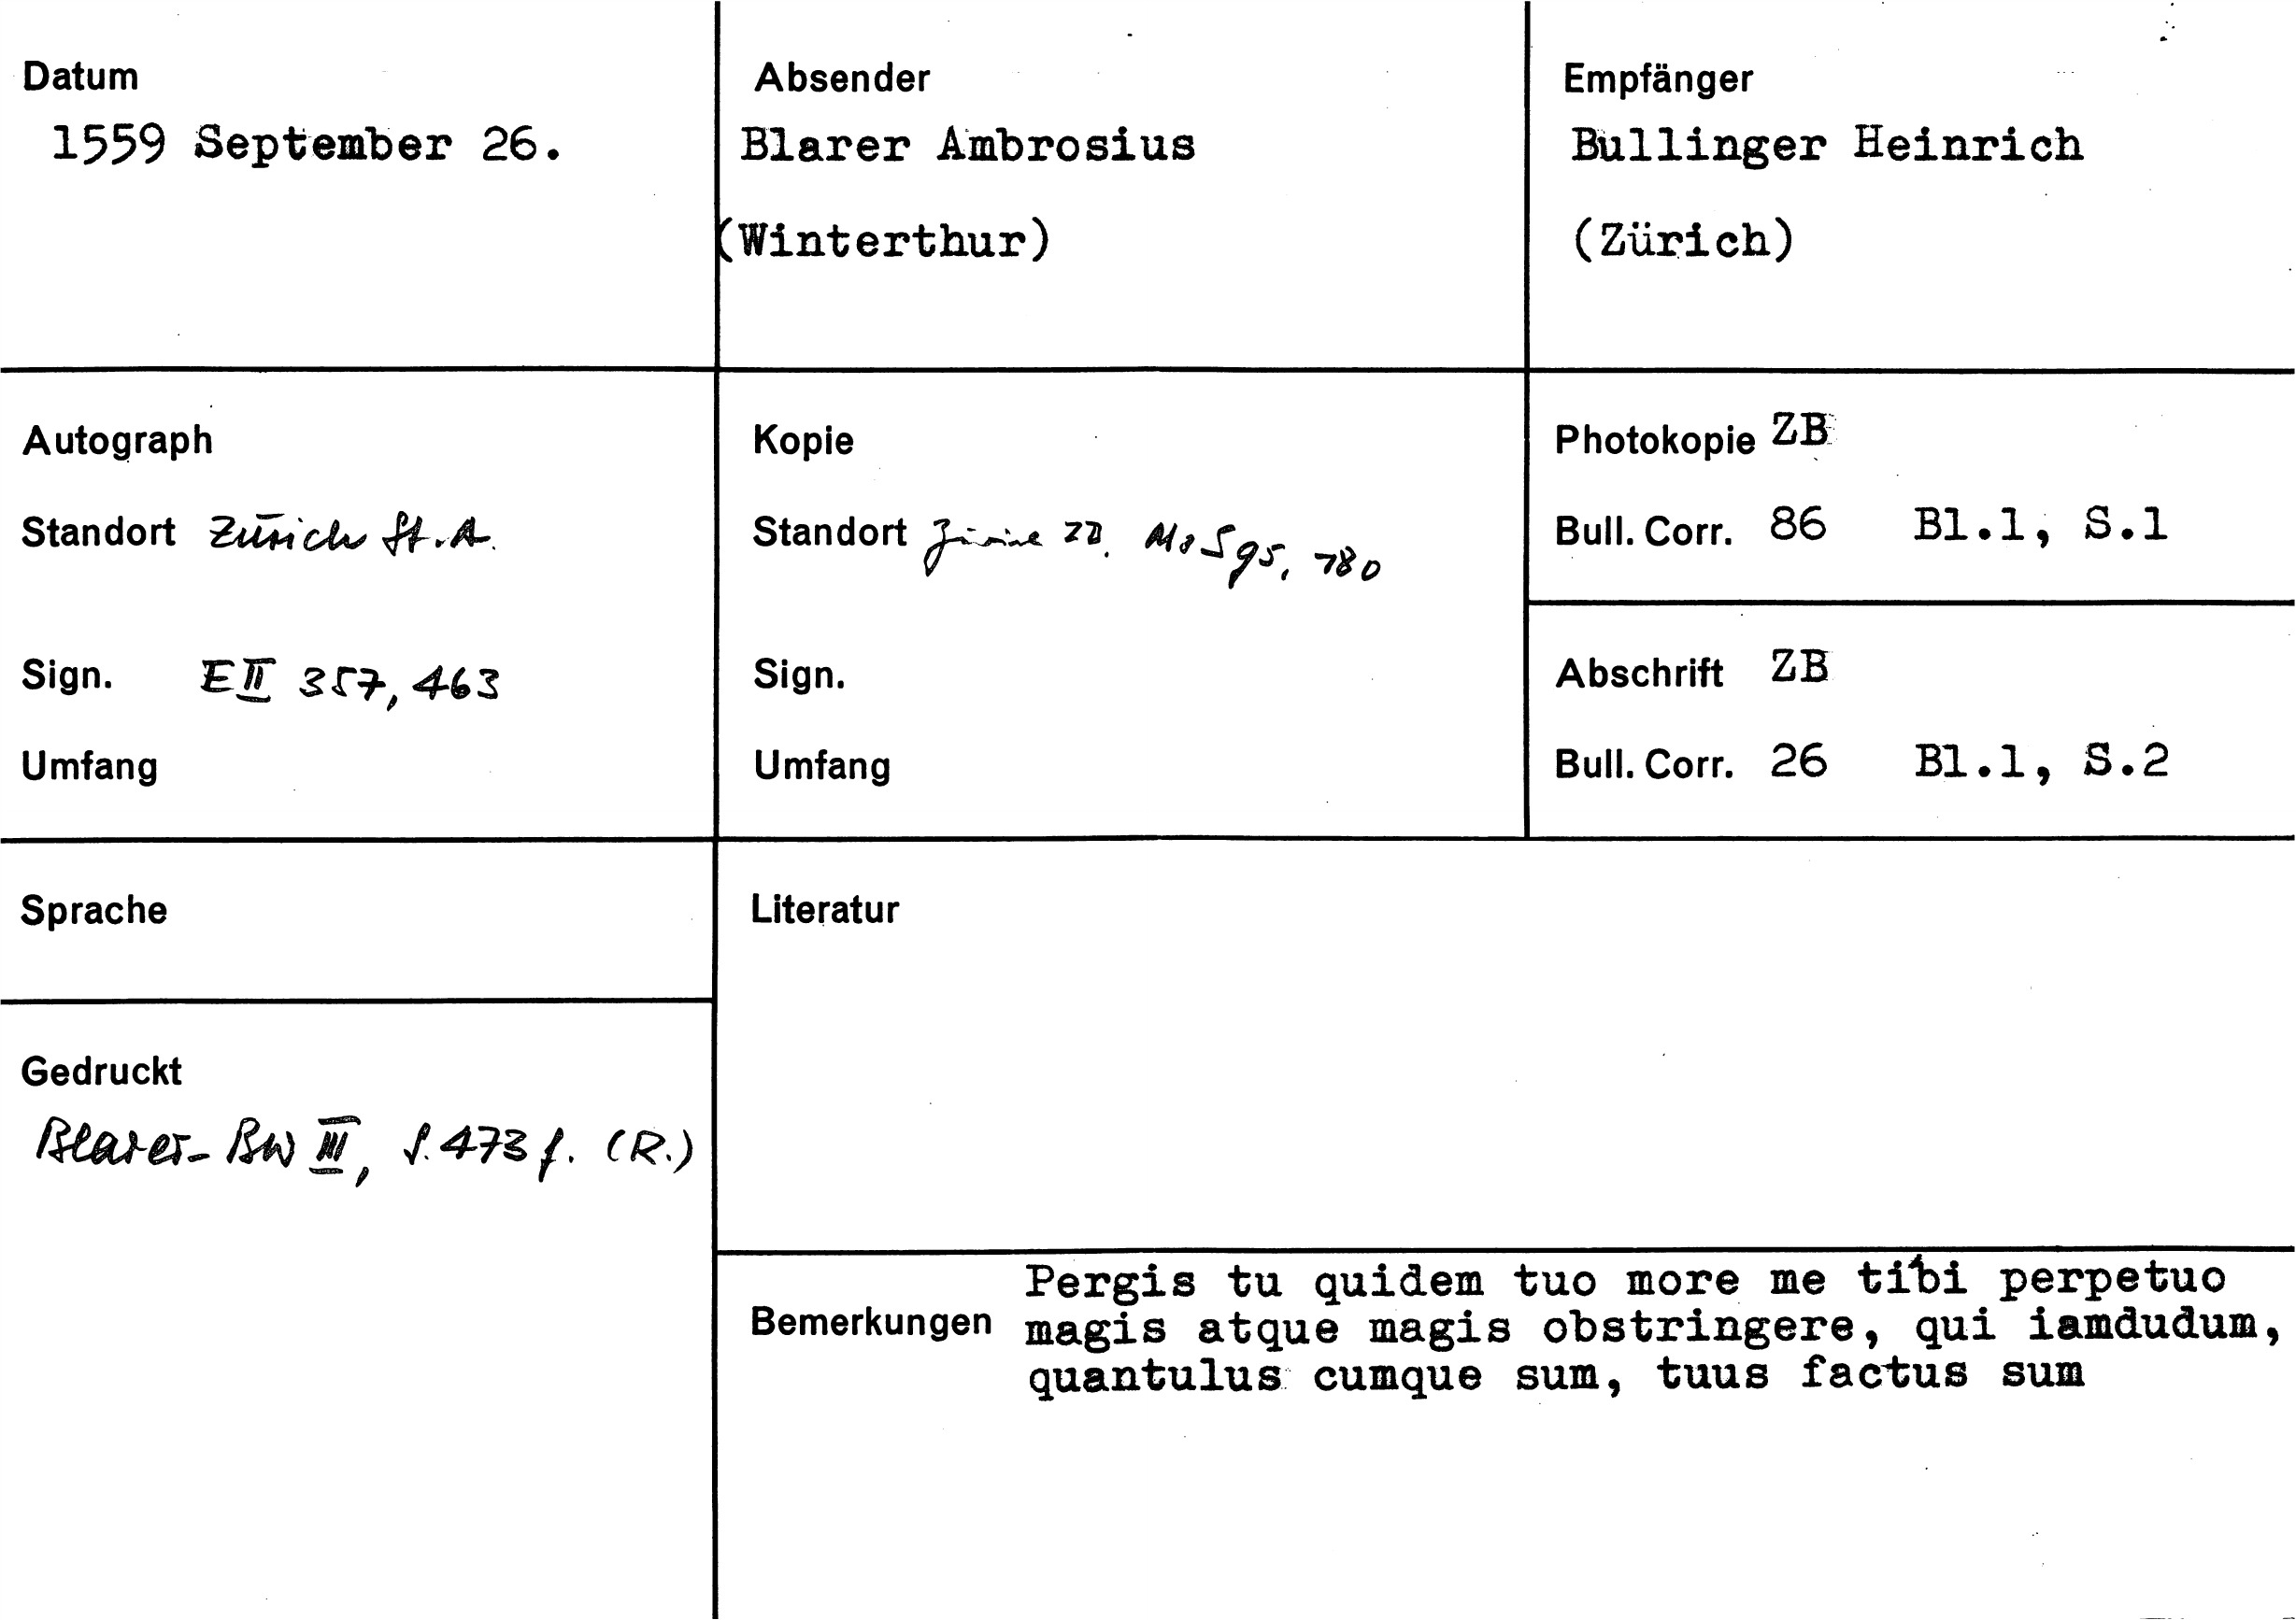 Datum
1559 September 26.
Absender
Blarer Ambrosius
(Winterthur)
Empfänger
Bullinger Heinrich
(Zürich)
Autograph
Standort Zürich St.A.
Sign. E II 357, 463
Umfang
Kopie
Standort Zürich ZB. Ms S 95, 180
Sign.
Umfang
Photokopie ZB
Bull. Corr. 86 Bl.1, S.1
Abschrift ZB
Bull. Corr. 26 Bl.1, S.2
Sprache
Gedruckt
Blarer-BW III, S. 473 f. (R.)
Literatur
Bemerkungen
Pergis tu quidem tuo more me tibi perpetuo
magis atque magis obstringere, qui iamdudum,
quantulus cumque sum, tuus factus sum